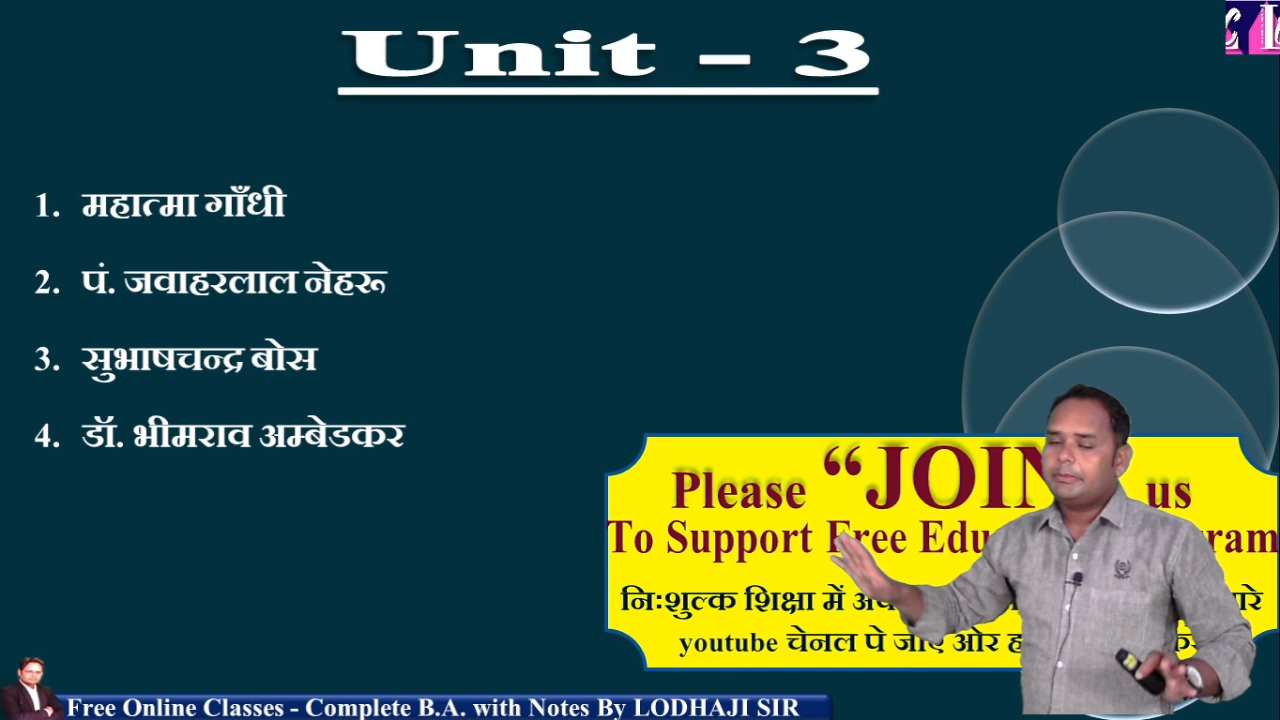 Unit - 3
1. महात्मा गाँधी
2. पं. जवाहरलाल नेहरू
3. सुभाषचन्द्र बोस
4. डॉ. भीमराव अम्बेडकर
Please “JOIN us
To Support Free
निःशुल्क शिक्षा में
youtube चेनल पे जाएं ओर
Free Online Classes - Complete B.A. with Notes By LODHAJI SIR